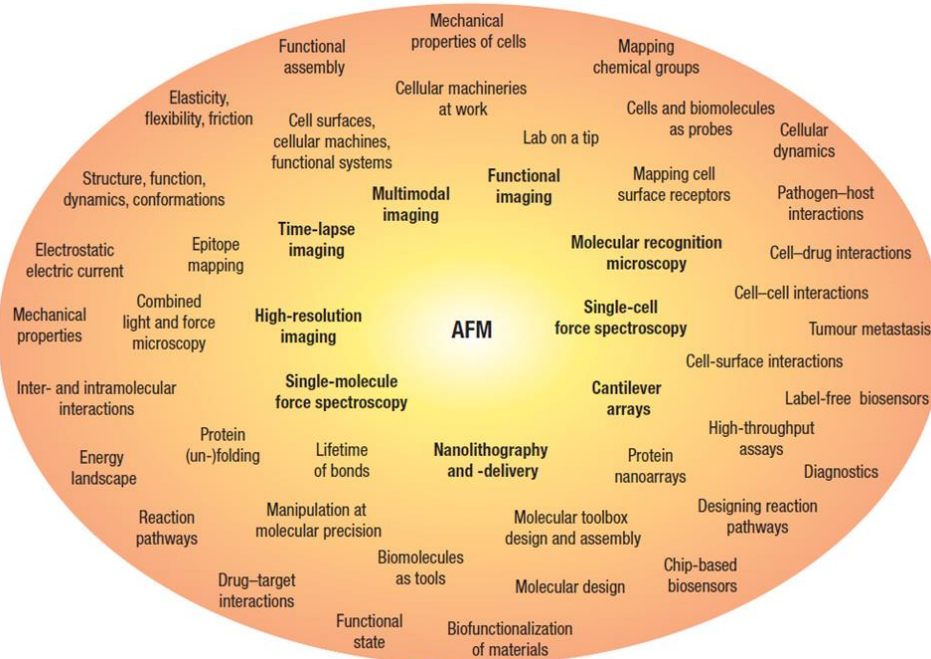 Mechanical
properties of cells
Functional
assembly
Mapping
chemical groups
Cellular machineries
at work
Elasticity,
flexibility, friction
Cells and biomolecules
as probes
Cell surfaces,
cellular machines,
functional systems
Lab on a tip
Cellular
dynamics
Structure, function,
dynamics, conformations
Multimodal
imaging
Functional
imaging
Mapping cell
surface receptors
Pathogen–host
interactions
Time-lapse
imaging
Electrostatic
electric current
Epitope
mapping
Molecular recognition
microscopy
Cell–drug interactions
Cell–cell interactions
Mechanical
properties
Combined
light and force
microscopy
High-resolution
imaging
AFM
Single-cell
force spectroscopy
Tumour metastasis
Cell-surface interactions
Inter- and intramolecular
interactions
Single-molecule
force spectroscopy
Cantilever
arrays
Label-free biosensors
High-throughput
assays
Energy
landscape
Protein
(un-)folding
Lifetime
of bonds
Nanolithography
and -delivery
Protein
nanoarrays
Diagnostics
Reaction
pathways
Manipulation at
molecular precision
Molecular toolbox
design and assembly
Designing reaction
pathways
Biomolecules
as tools
Drug–target
interactions
Molecular design
Chip-based
biosensors
Functional
state
Biofunctionalization
of materials